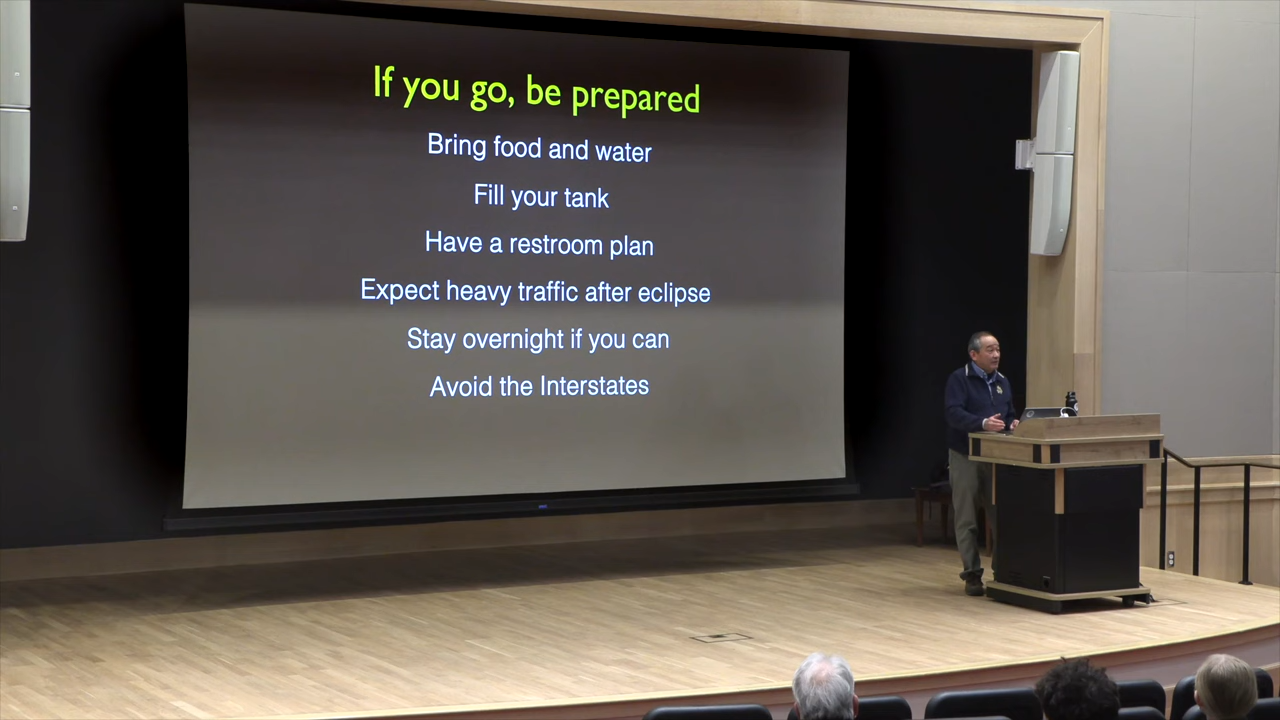 If you go, be prepared
Bring food and water
Fill your tank
Have a restroom plan
Expect heavy traffic after eclipse
Stay overnight if you can
Avoid the Interstates